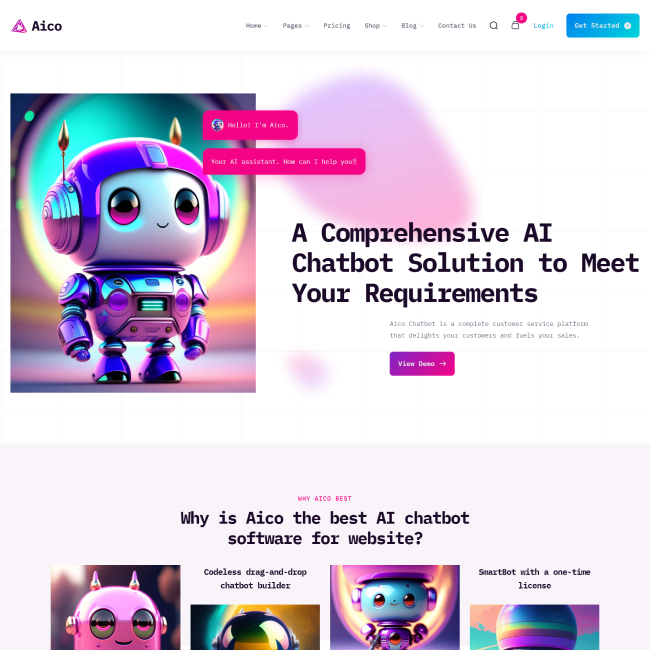 Aico
Home
Pages
Pricing
Shop
Blog
Contact Us
2
Login
Get Started
Hello! I'm Aico.
Your AI assistant. How can I help you?
A Comprehensive AI
Chatbot Solution to Meet
Your Requirements
Aico Chatbot is a complete customer service platform
that delights your customers and fuels your sales.
View Demo
WHY AICO BEST
Why is Aico the best AI chatbot
software for website?
Codeless drag-and-drop
chatbot builder
SmartBot with a one-time
license